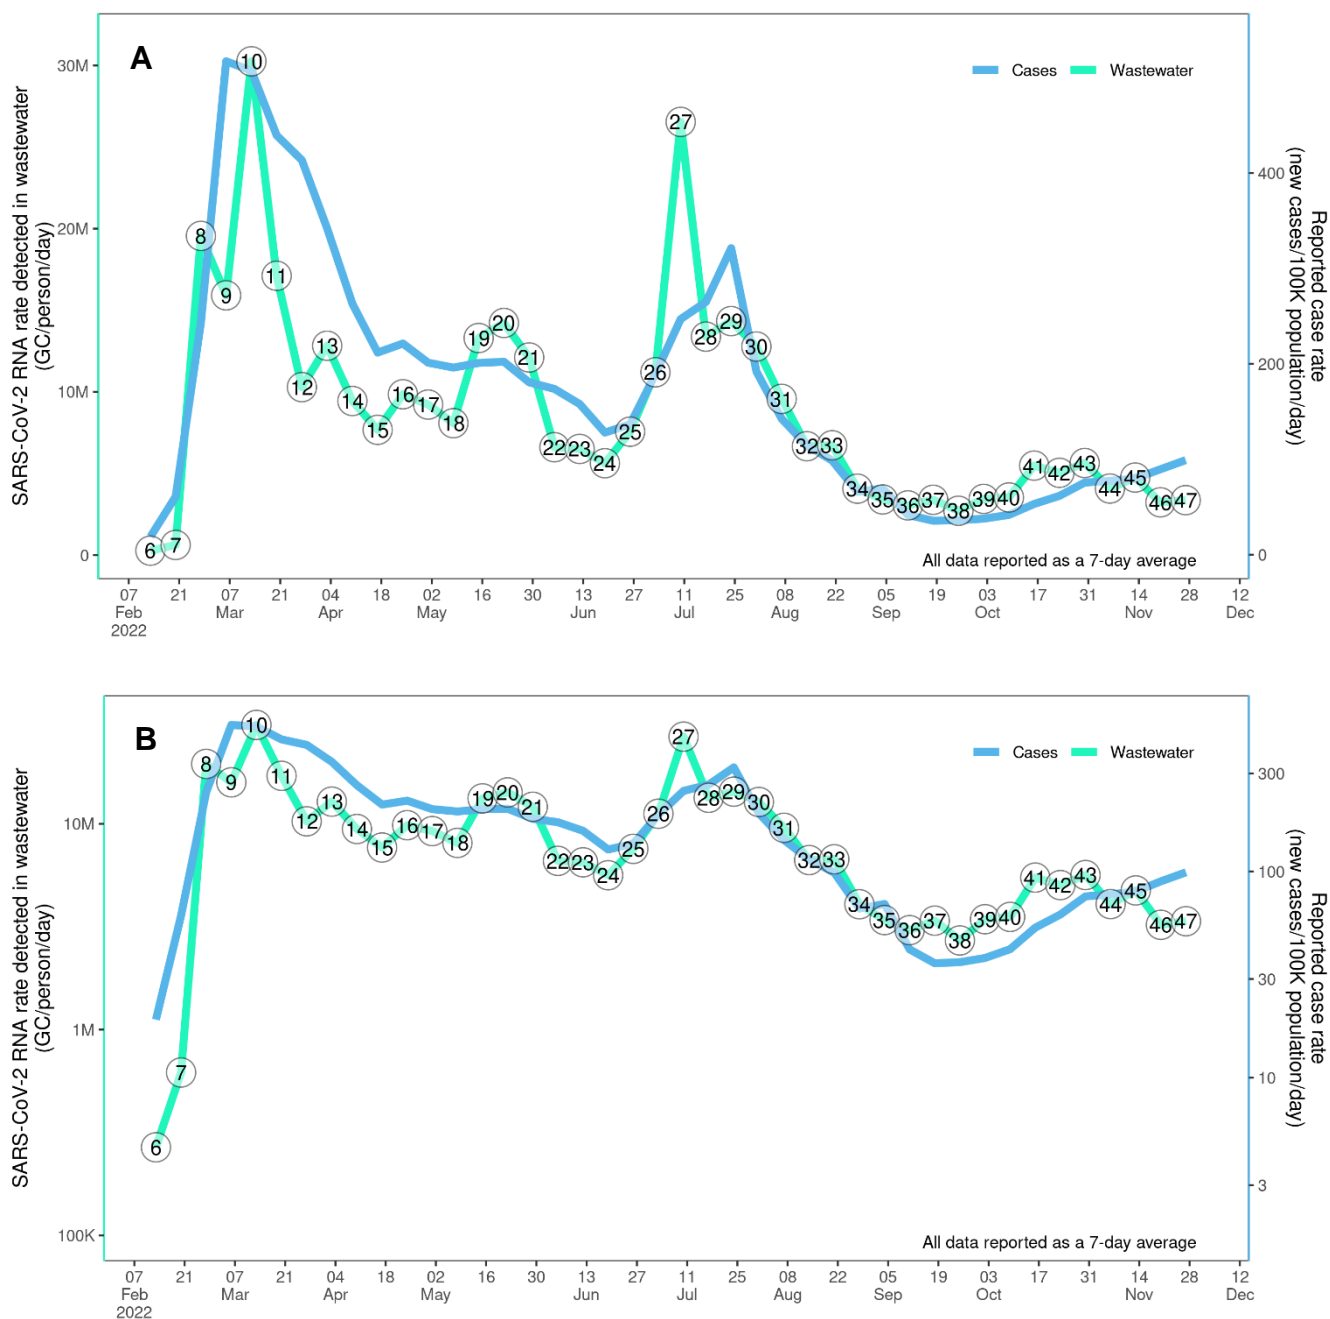 A
Cases
Wastewater
SARS-CoV-2 RNA rate detected in wastewater
(GC/person/day)
30M
20M
10M
0
Reported case rate
(new cases/100K population/day)
400
200
0
6 7 8 9 10 11 12 13 14 15 16 17 18 19 20 21 22 23 24 25 26 27 28 29 30 31 32 33 34 35 36 37 38 39 40 41 42 43 44 45 46 47
All data reported as a 7-day average
07 21 07 21 04 18 02 16 30 13 27 11 25 08 22 05 19 03 17 31 14 28 12
Feb Mar Apr May Jun Jul Aug Sep Oct Nov Dec
2022
B
Cases
Wastewater
SARS-CoV-2 RNA rate detected in wastewater
(GC/person/day)
10M
1M
100K
Reported case rate
(new cases/100K population/day)
300
100
30
10
3
6 7 8 9 10 11 12 13 14 15 16 17 18 19 20 21 22 23 24 25 26 27 28 29 30 31 32 33 34 35 36 37 38 39 40 41 42 43 44 45 46 47
All data reported as a 7-day average
07 21 07 21 04 18 02 16 30 13 27 11 25 08 22 05 19 03 17 31 14 28 12
Feb Mar Apr May Jun Jul Aug Sep Oct Nov Dec
2022